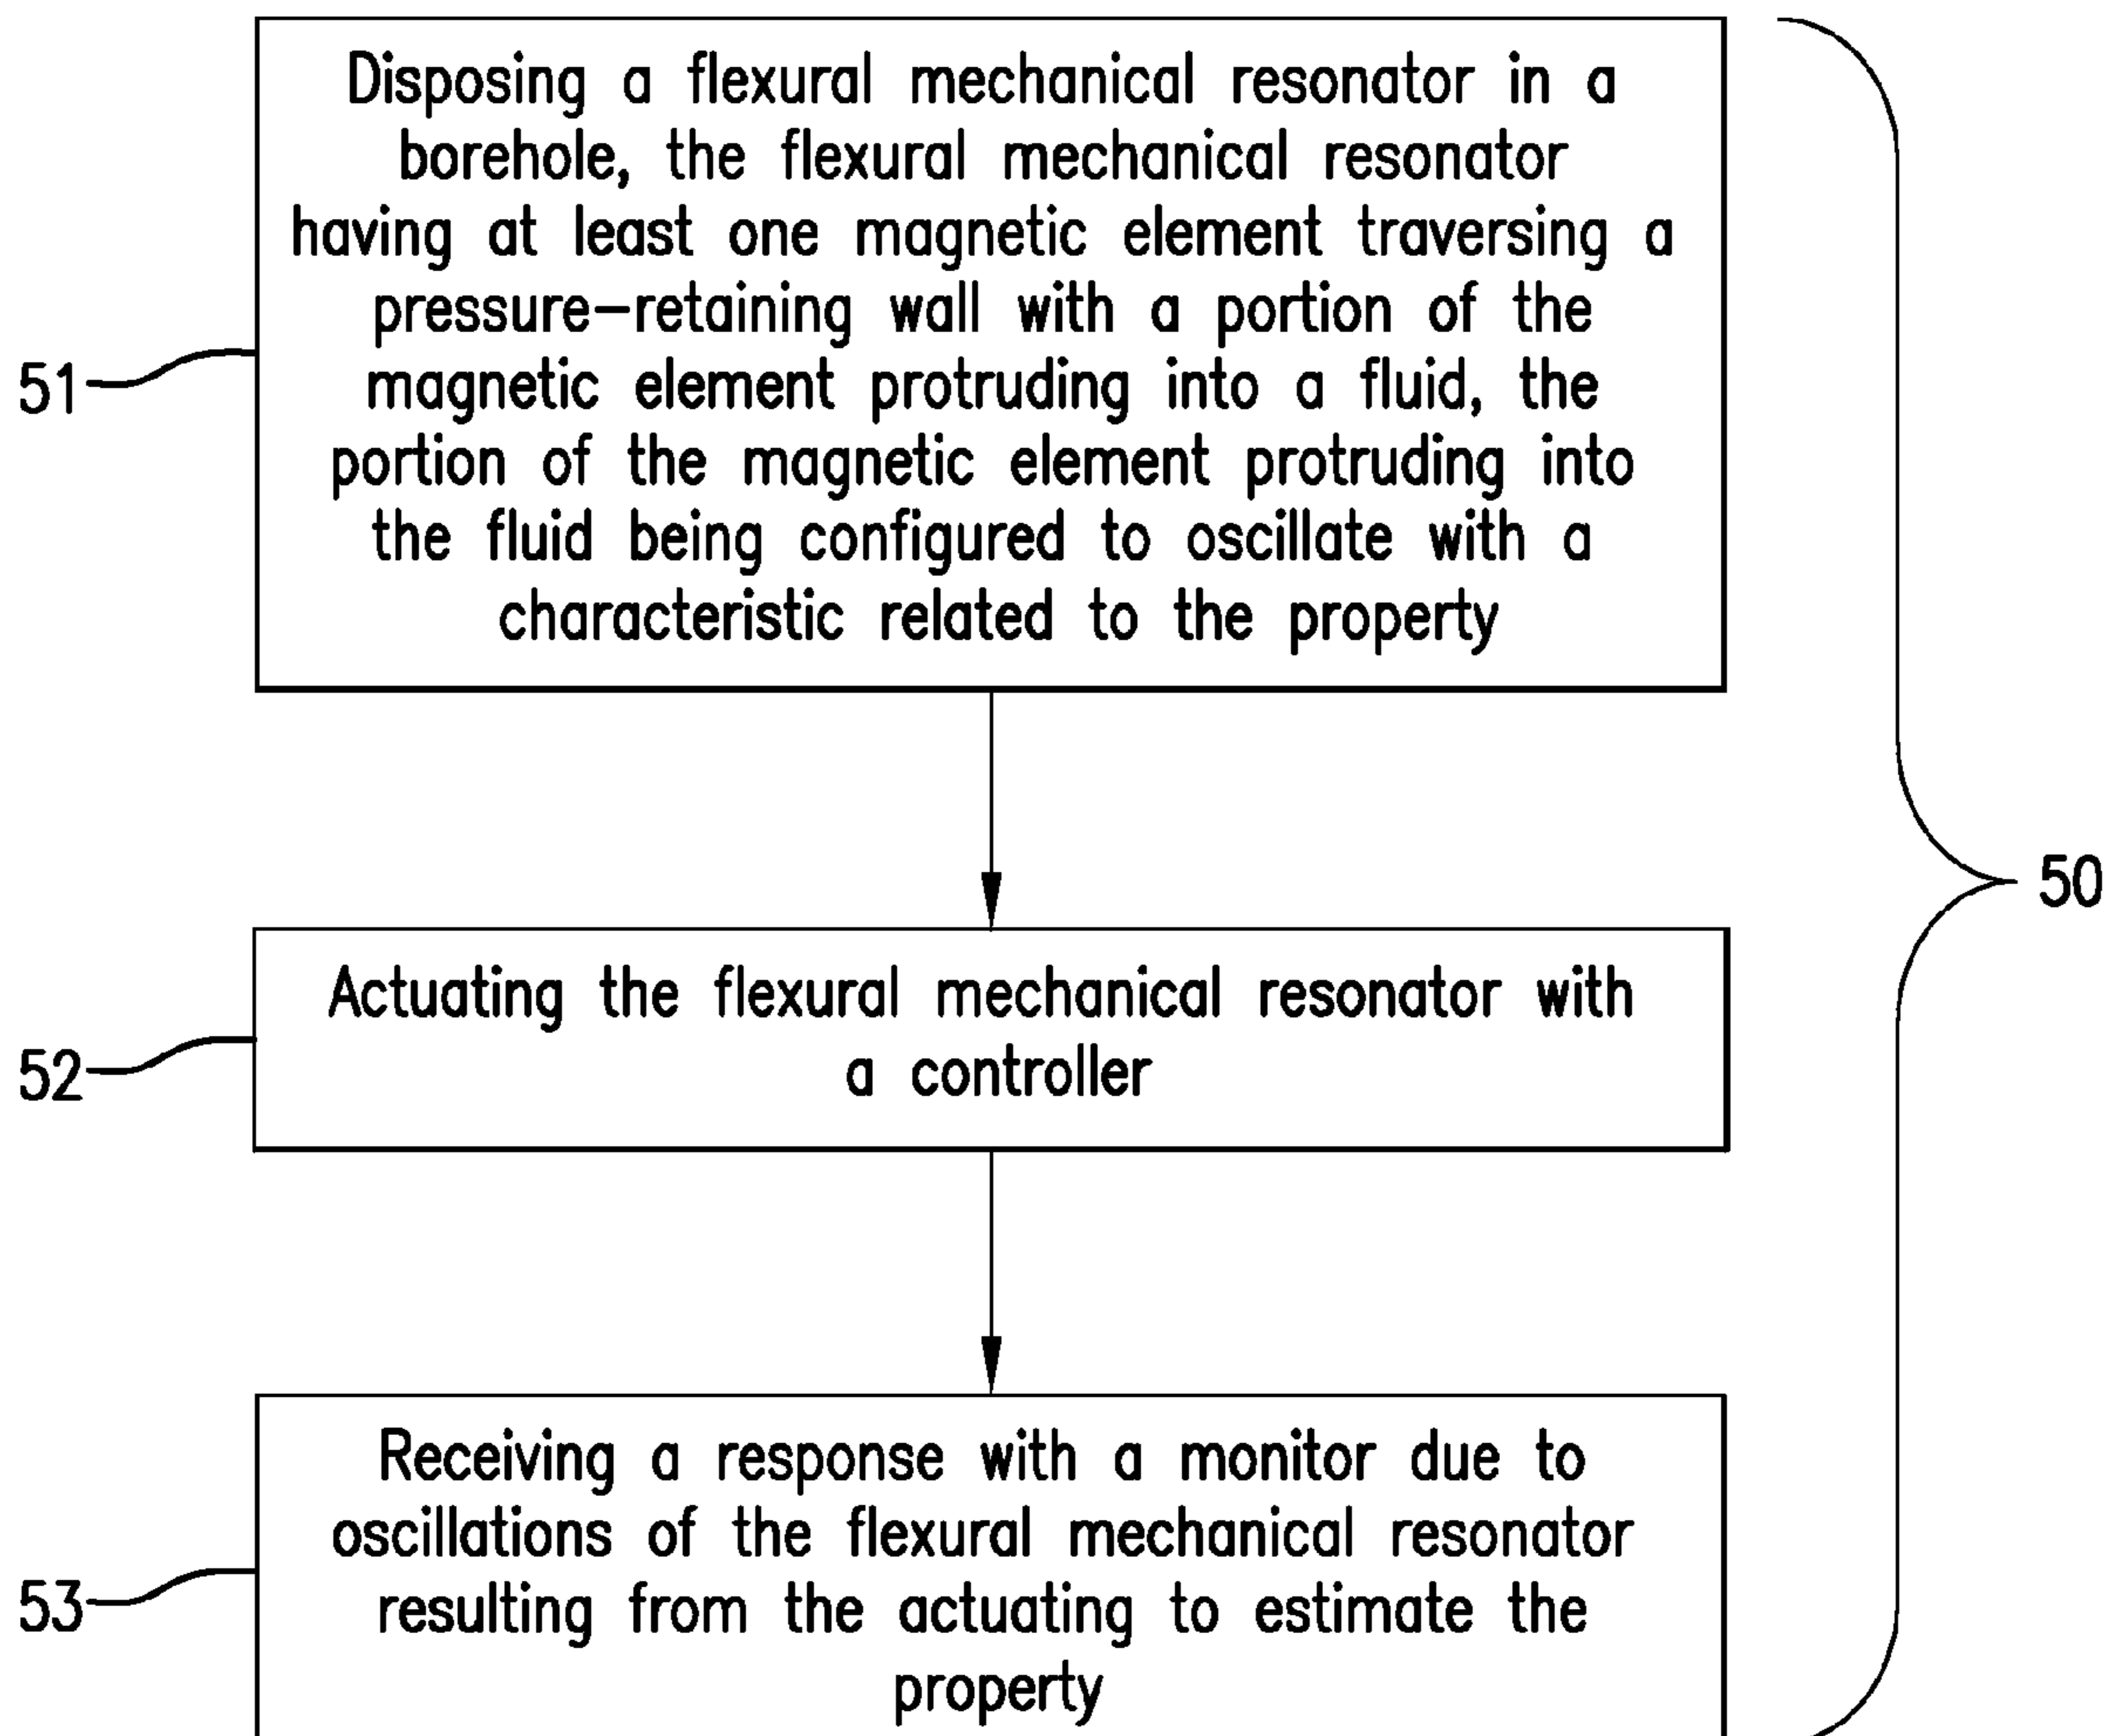 Disposing a flexural mechanical resonator in a
borehole, the flexural mechanical resonator
having at least one magnetic element traversing a
pressure-retaining wall with a portion of the
magnetic element protruding into a fluid, the
portion of the magnetic element protruding into
the fluid being configured to oscillate with a
characteristic related to the property
51
50
Actuating the flexural mechanical resonator with
a controller
52
Receiving a response with a monitor due to
oscillations of the flexural mechanical resonator
resulting from the actuating to estimate the
property
53